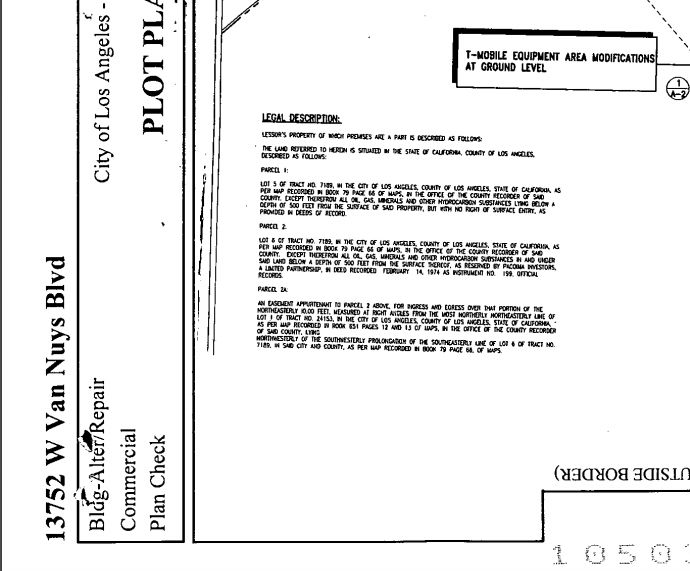 13752 W Van Nuys Blvd
Bldg-Alter/Repair
Commercial
Plan Check
City of Los Angeles -
PLOT PLA
T-MOBILE EQUIPMENT AREA MODIFICATIONS
AT GROUND LEVEL
1
A-2
LEGAL DESCRIPTION:
LESSOR'S PROPERTY OF WHICH PREMISES ARE A PART IS DESCRIBED AS FOLLOWS:
THE LAND REFERRED TO HEREIN IS SITUATED IN THE STATE OF CALIFORNIA, COUNTY OF LOS ANGELES,
DESCRIBED AS FOLLOWS:
PARCEL 1:
LOT 5 OF TRACT NO. 7189, IN THE CITY OF LOS ANGELES, COUNTY OF LOS ANGELES, STATE OF CALIFORNIA, AS
PER MAP RECORDED IN BOOK 79 PAGE 66 OF MAPS, IN THE OFFICE OF THE COUNTY RECORDER OF SAID
COUNTY. EXCEPT THEREFROM ALL OIL, GAS, MINERALS AND OTHER HYDROCARBON SUBSTANCES LYING BELOW A
DEPTH OF 500 FEET FROM THE SURFACE OF SAID PROPERTY, BUT WITH NO RIGHT OF SURFACE ENTRY, AS
PROVIDED IN DEEDS OF RECORD.
PARCEL 2:
LOT 6 OF TRACT NO. 7189, IN THE CITY OF LOS ANGELES, COUNTY OF LOS ANGELES, STATE OF CALIFORNIA, AS
PER MAP RECORDED IN BOOK 79 PAGE 66 OF MAPS, IN THE OFFICE OF THE COUNTY RECORDER OF SAID
COUNTY. EXCEPT THEREFROM ALL OIL, GAS, MINERALS AND OTHER HYDROCARBON SUBSTANCES IN AND UNDER
SAID LAND BELOW A DEPTH OF 500 FEET FROM THE SURFACE THEREOF, AS RESERVED BY PACOIMA INVESTORS,
A LIMITED PARTNERSHIP, IN DEED RECORDED FEBRUARY 14, 1974 AS INSTRUMENT NO. 199, OFFICIAL
RECORDS.
PARCEL 2A:
AN EASEMENT APPURTENANT TO PARCEL 2 ABOVE, FOR INGRESS AND EGRESS OVER THAT PORTION OF THE
NORTHEASTERLY 10.00 FEET, MEASURED AT RIGHT ANGLES FROM THE MOST NORTHERLY NORTHEASTERLY LINE OF
LOT 1 OF TRACT NO. 24153, IN THE CITY OF LOS ANGELES, COUNTY OF LOS ANGELES, STATE OF CALIFORNIA,
AS PER MAP RECORDED IN BOOK 651 PAGES 12 AND 13 OF MAPS, IN THE OFFICE OF THE COUNTY RECORDER
OF SAID COUNTY, LYING
NORTHWESTERLY OF THE SOUTHWESTERLY PROLONGATION OF THE SOUTHEASTERLY LINE OF LOT 6 OF TRACT NO.
7189, IN SAID CITY AND COUNTY, AS PER MAP RECORDED IN BOOK 79 PAGE 66, OF MAPS.
UTSIDE BORDER)
10503